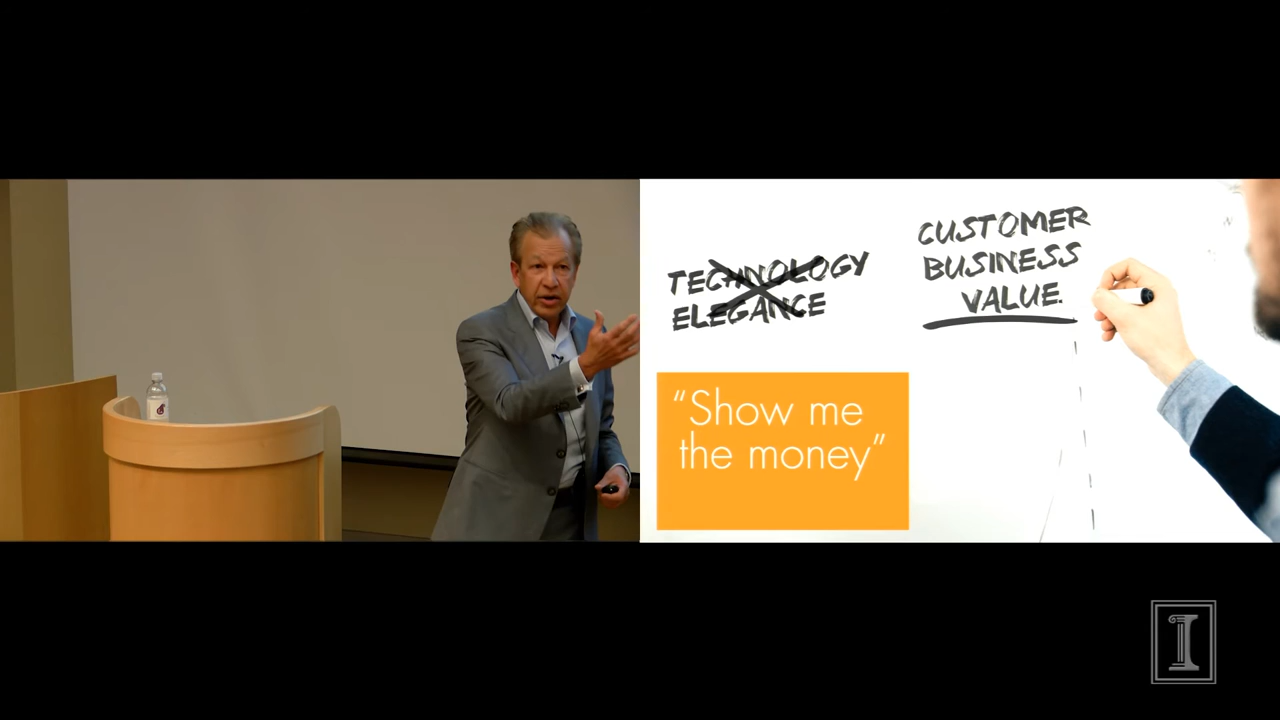 TECHNOLOGY
ELEGANCE
CUSTOMER
BUSINESS
VALUE.
“Show me
the money”
I